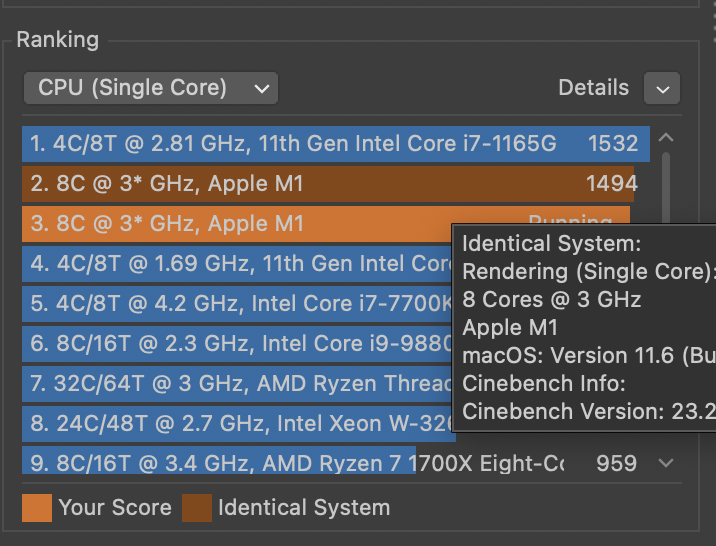 Ranking
CPU (Single Core)
Details
1. 4C/8T @ 2.81 GHz, 11th Gen Intel Core i7-1165G 1532
2. 8C @ 3* GHz, Apple M1 1494
3. 8C @ 3* GHz, Apple M1 Running
4. 4C/8T @ 1.69 GHz, 11th Gen Intel Cor
5. 4C/8T @ 4.2 GHz, Intel Core i7-7700K
6. 8C/16T @ 2.3 GHz, Intel Core i9-9880
7. 32C/64T @ 3 GHz, AMD Ryzen Threa
8. 24C/48T @ 2.7 GHz, Intel Xeon W-326
9. 8C/16T @ 3.4 GHz, AMD Ryzen 7 1700X Eight-Co 959
Identical System:
Rendering (Single Core):
8 Cores @ 3 GHz
Apple M1
macOS: Version 11.6 (Bu
Cinebench Info:
Cinebench Version: 23.2
Your Score
Identical System